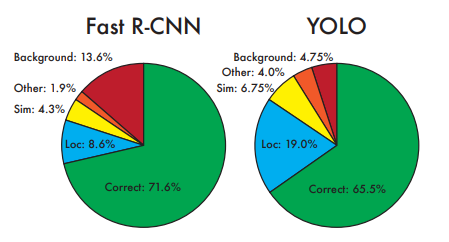 Fast R-CNN
Background: 13.6%
Other: 1.9%
Sim: 4.3%
Loc: 8.6%
Correct: 71.6%
YOLO
Background: 4.75%
Other: 4.0%
Sim: 6.75%
Loc: 19.0%
Correct: 65.5%